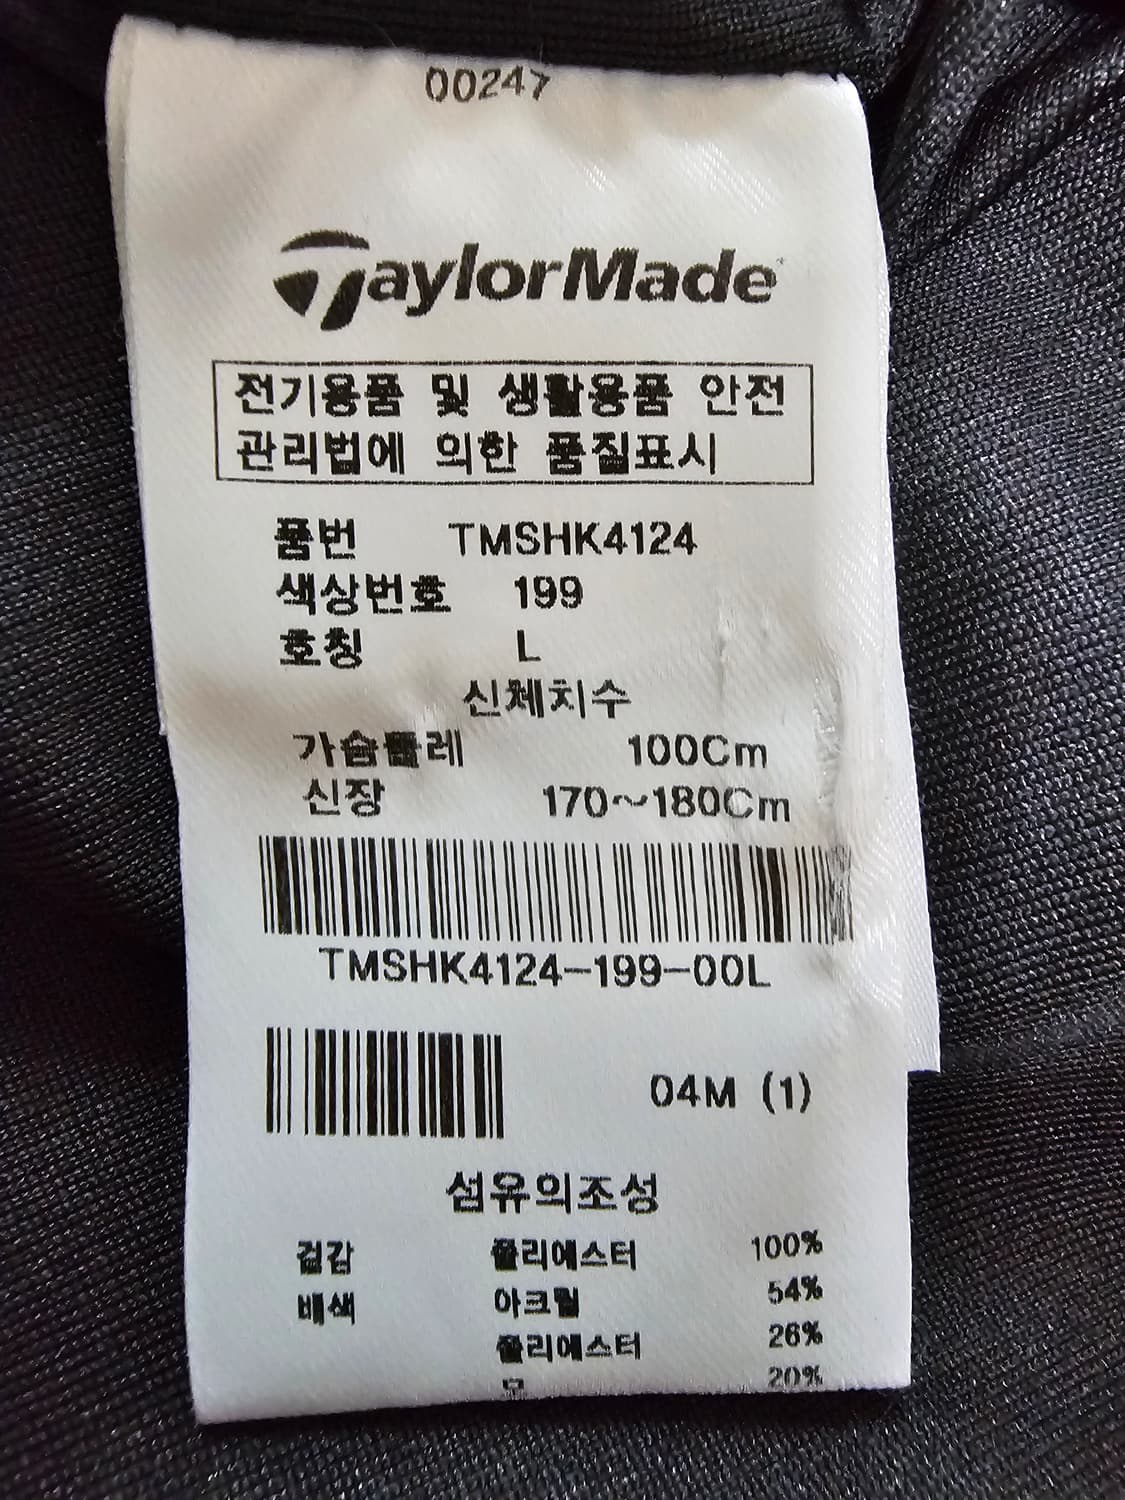 00247
TaylorMade
전기용품 및 생활용품 안전
관리법에 의한 품질표시
품번 TMSHK4124
색상번호 199
호칭 L
신체치수
가슴둘레 100Cm
신장 170~180Cm
TMSHK4124-199-00L
04M (1)
섬유의조성
겉감 폴리에스터 100%
배색 아크릴 54%
폴리에스터 26%
모 20%